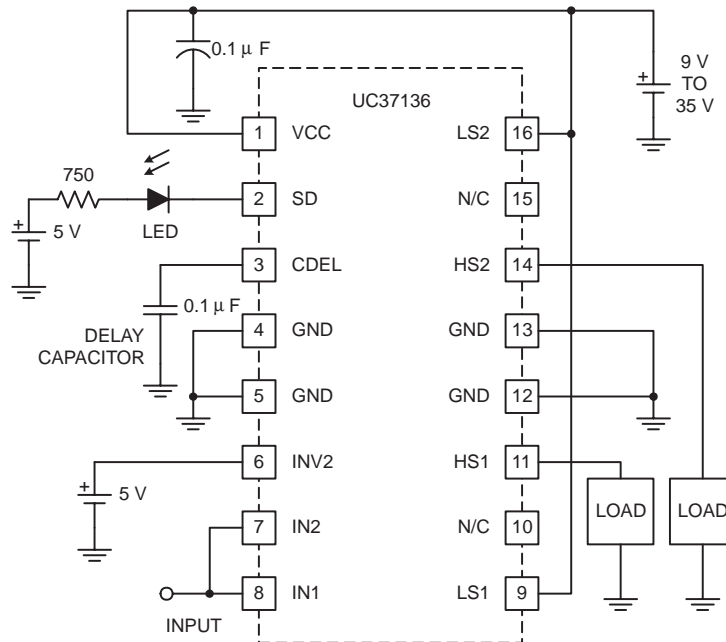 0.1 μ F
UC37136
9 V
TO
35 V
1 VCC
LS2 16
750
5 V
LED
2 SD
N/C 15
3 CDEL
HS2 14
0.1 μ F
DELAY
CAPACITOR
4 GND
GND 13
5 GND
GND 12
5 V
6 INV2
HS1 11
LOAD
LOAD
7 IN2
N/C 10
INPUT
8 IN1
LS1 9